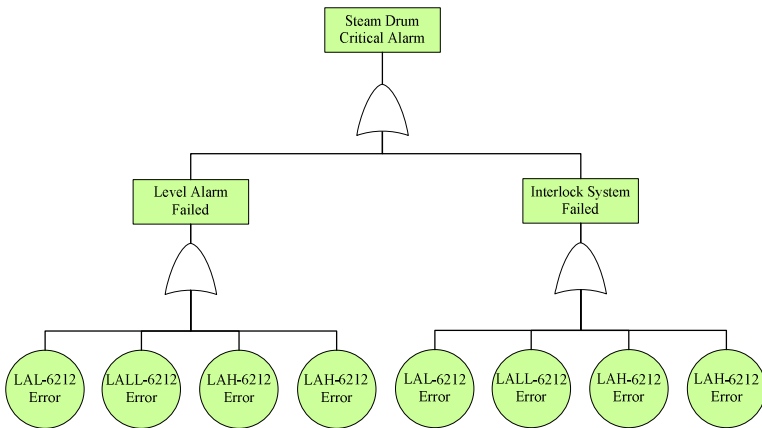 Steam Drum
Critical Alarm
Level Alarm
Failed
Interlock System
Failed
LAL-6212
Error
LALL-6212
Error
LAH-6212
Error
LAH-6212
Error
LAL-6212
Error
LALL-6212
Error
LAH-6212
Error
LAH-6212
Error